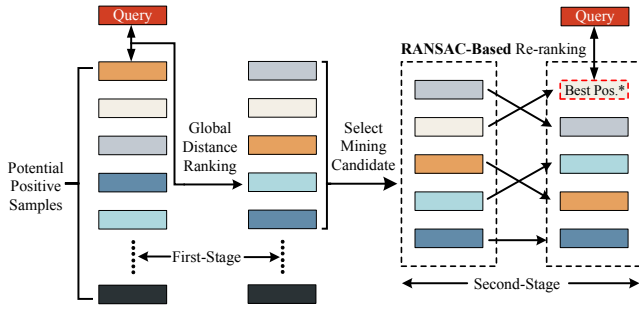 Query
Query
RANSAC-Based Re-ranking
Best Pos.*
Global
Distance
Ranking
Select
Mining
Candidate
Potential
Positive
Samples
First-Stage
Second-Stage